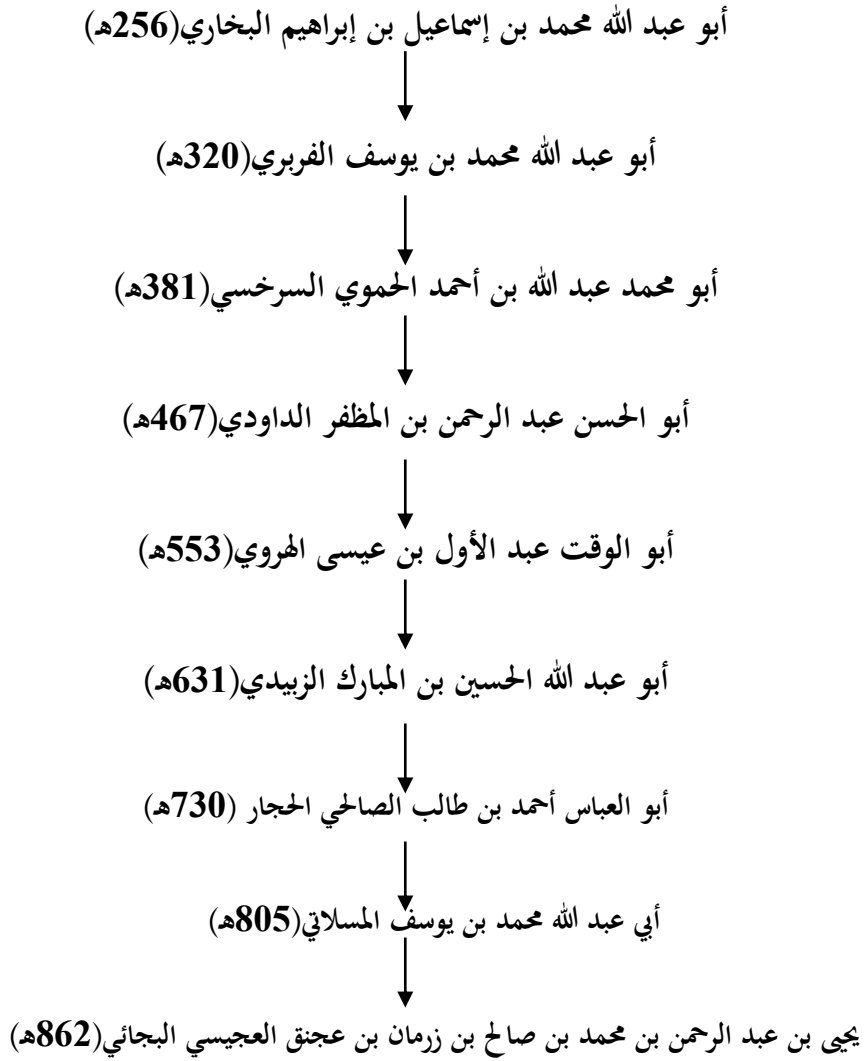 أبو عبد الله محمد بن إسماعيل بن إبراهيم البخاري(256هـ)
أبو عبد الله محمد بن يوسف الفربري(320هـ)
أبو محمد عبد الله بن أحمد الحموي السرخسي(381هـ)
أبو الحسن عبد الرحمن بن المظفر الداودي(467هـ)
أبو الوقت عبد الأول بن عيسى الهروي(553هـ)
أبو عبد الله الحسين بن المبارك الزبيدي(631هـ)
أبو العباس أحمد بن طالب الصالحي الحجار (730هـ)
أبي عبد الله محمد بن يوسف المسلاتي(805هـ)
يحيى بن عبد الرحمن بن محمد بن صالح بن زرمان بن عجنق العجيسي البجائي(862هـ)